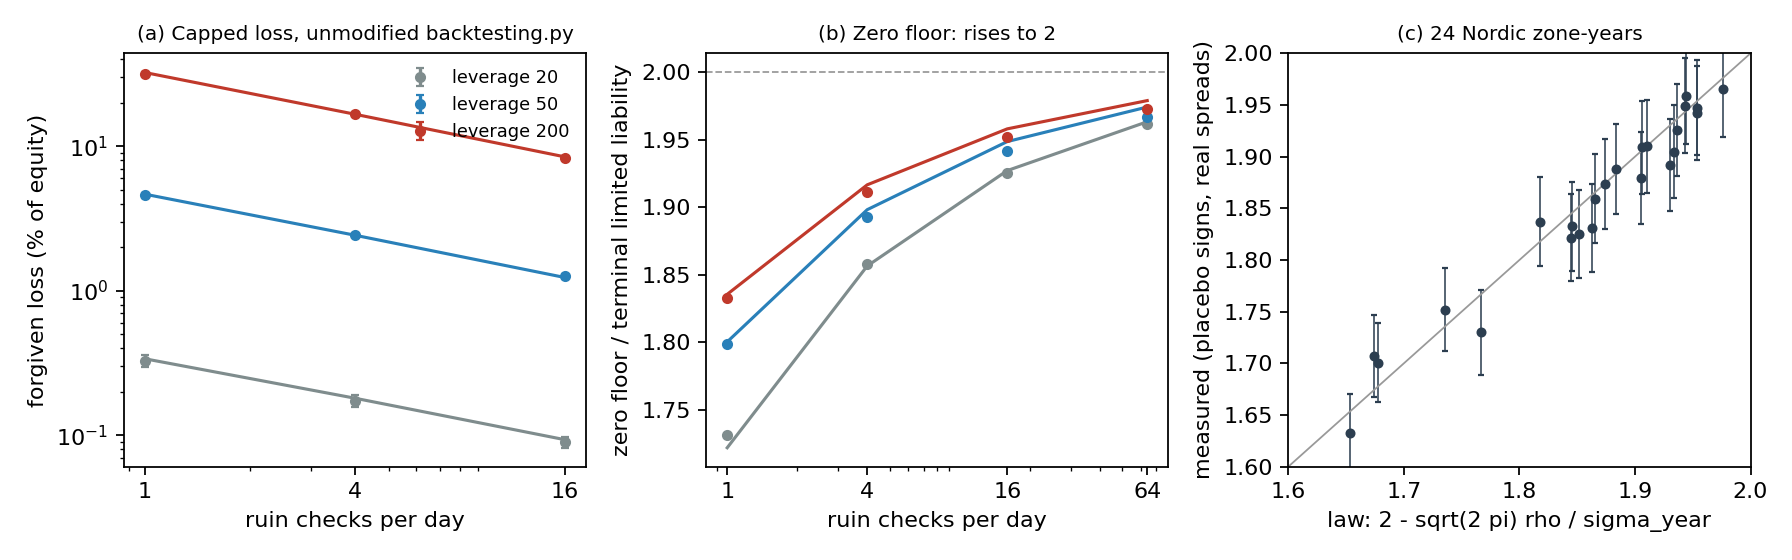 (a) Capped loss, unmodified backtesting.py
forgiven loss (% of equity)
10¹
10⁰
10⁻¹
leverage 20
leverage 50
leverage 200
1
4
16
ruin checks per day
(b) Zero floor: rises to 2
zero floor / terminal limited liability
2.00
1.95
1.90
1.85
1.80
1.75
1
4
16
64
ruin checks per day
(c) 24 Nordic zone-years
measured (placebo signs, real spreads)
2.00
1.95
1.90
1.85
1.80
1.75
1.70
1.65
1.60
1.6
1.7
1.8
1.9
2.0
law: 2 - sqrt(2 pi) rho / sigma_year